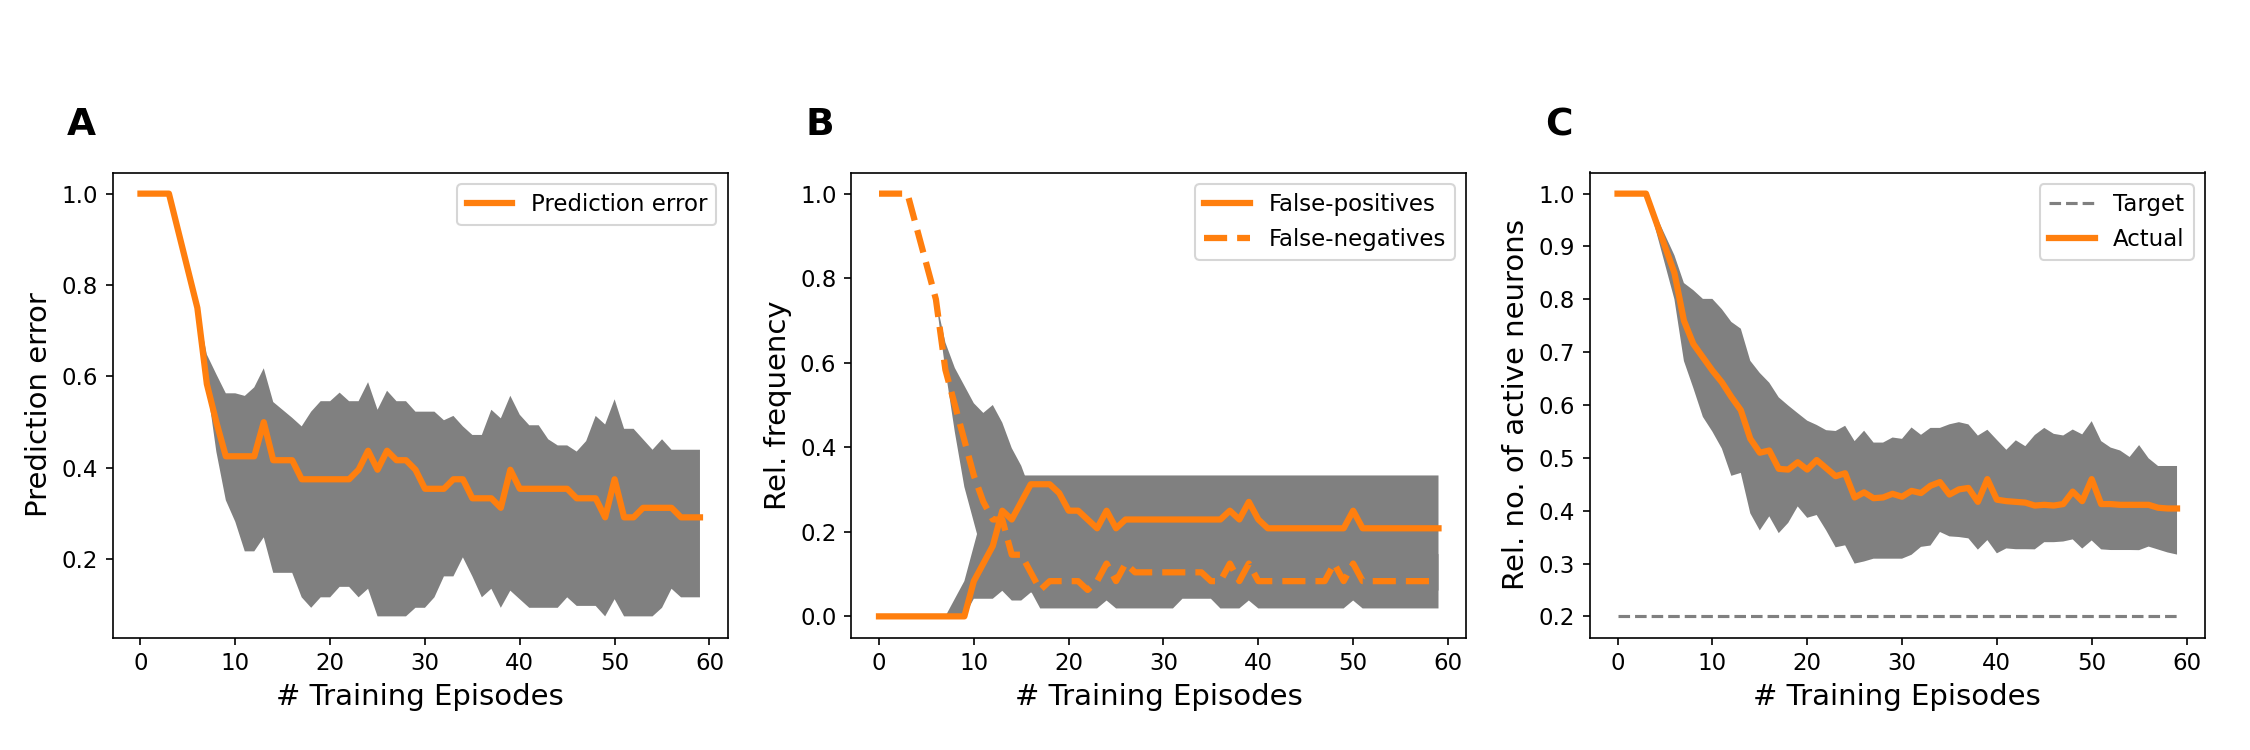 A
B
C
Prediction error
1.0
0.8
0.6
0.4
0.2
Prediction error
0
10
20
30
40
50
60
# Training Episodes
Rel. frequency
1.0
0.8
0.6
0.4
0.2
0.0
False-positives
False-negatives
0
10
20
30
40
50
60
# Training Episodes
Rel. no. of active neurons
1.0
0.9
0.8
0.7
0.6
0.5
0.4
0.3
0.2
Target
Actual
0
10
20
30
40
50
60
# Training Episodes